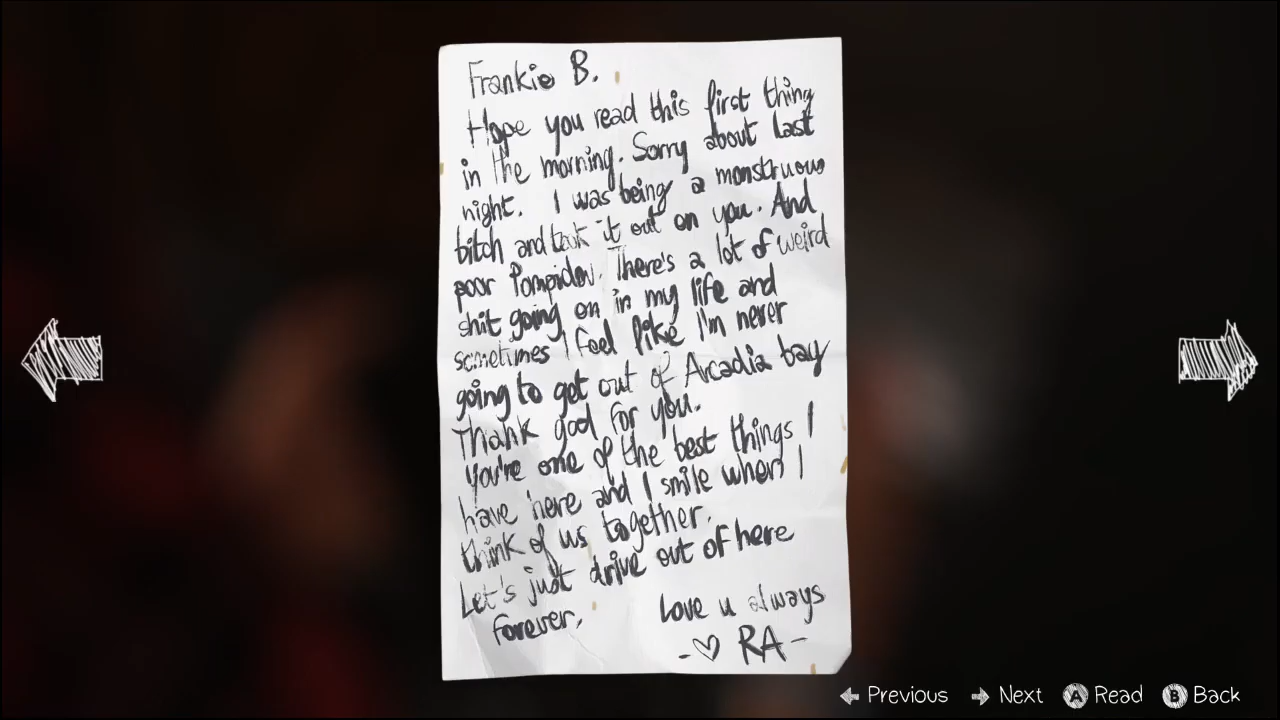 Frankie B.
Hope you read this first thing
in the morning. Sorry about last
night. I was being a monstruous
bitch and took it out on you. And
poor Pompidou. There's a lot of weird
shit going on in my life and
sometimes I feel like I'm never
going to get out of Arcadia bay
Thank god for you.
You're one of the best things I
have here and I smile when I
think of us together.
Let's just drive out of here
forever.
Love u always
-♡ RA-
Previous Next A Read B Back